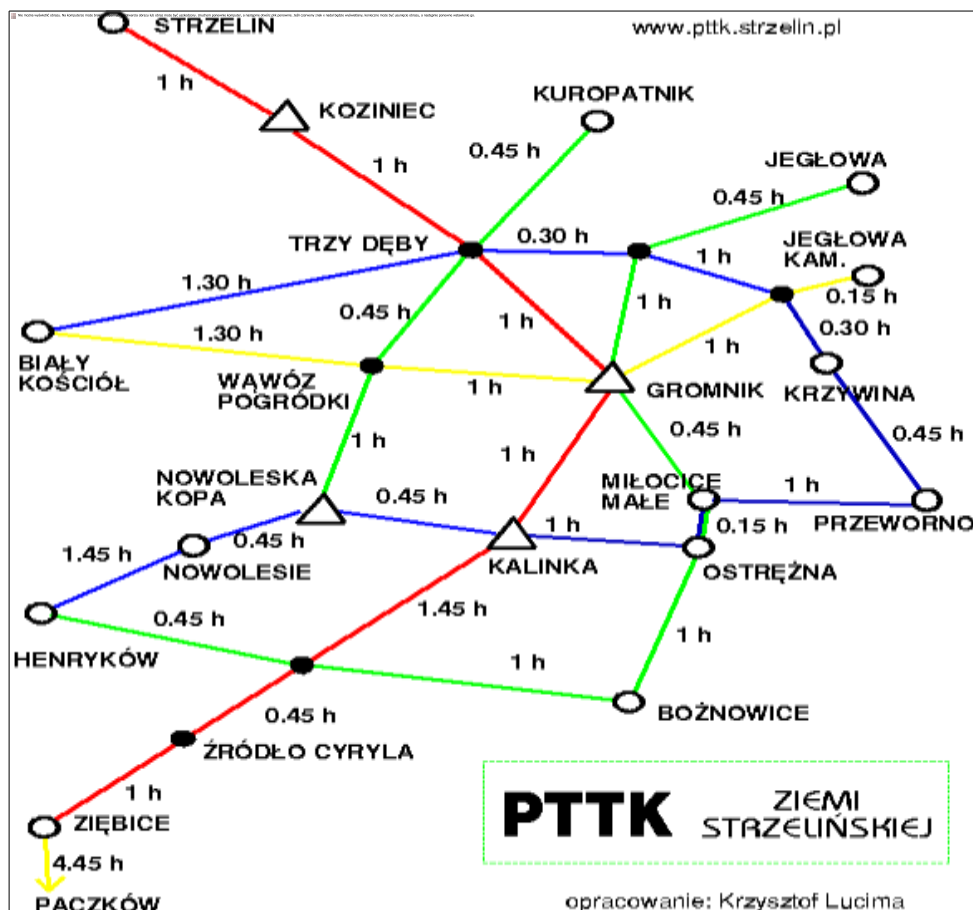 STRZELIN
www.pttk.strzelin.pl
1 h
KOZINIEC
KUROPATNIK
1 h
0.45 h
JEGŁOWA
0.45 h
TRZY DĘBY
0.30 h
JEGŁOWA
KAM.
1 h
1.30 h
0.45 h
1 h
1 h
0.15 h
1.30 h
1 h
0.30 h
BIAŁY
KOŚCIÓŁ
WĄWÓZ
POGRÓDKI
1 h
GROMNIK
KRZYWINA
0.45 h
0.45 h
1 h
1 h
NOWOLESKA
KOPA
0.45 h
MIŁOCICE
MAŁE
1 h
PRZEWORNO
1.45 h
0.45 h
1 h
0.15 h
NOWOLESIE
KALINKA
OSTRĘŻNA
0.45 h
1.45 h
1 h
HENRYKÓW
1 h
0.45 h
BOŻNOWICE
ŹRÓDŁO CYRYLA
1 h
ZIĘBICE
PTTK
ZIEMI
STRZELIŃSKIEJ
4.45 h
PACZKÓW
opracowanie: Krzysztof Lucima